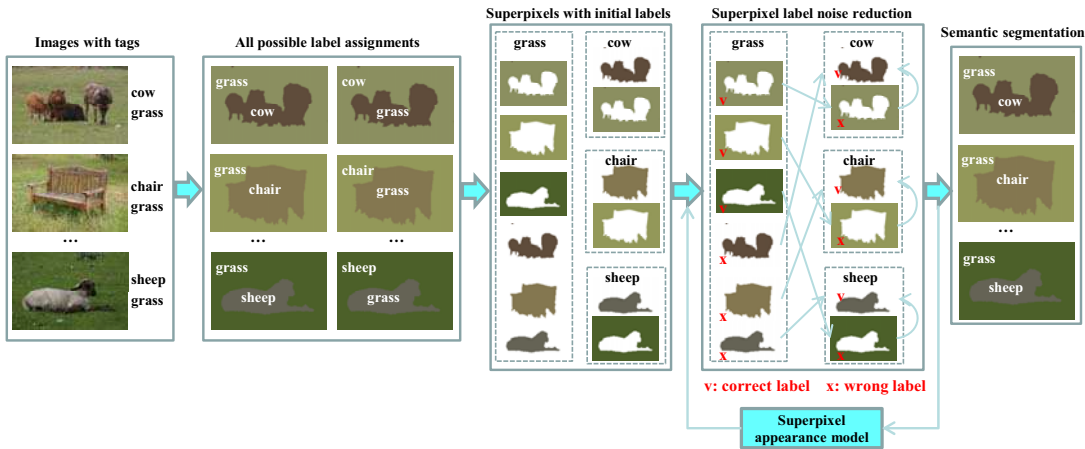 Images with tags
cow
grass
chair
grass
...
sheep
grass
All possible label assignments
grass
cow
cow
grass
grass
chair
chair
grass
...
...
grass
sheep
sheep
grass
Superpixels with initial labels
grass
cow
chair
sheep
Superpixel label noise reduction
grass
v
v
x
x
x
x
cow
v
x
chair
v
x
sheep
v
x
v: correct label
x: wrong label
Superpixel
appearance model
Semantic segmentation
grass
cow
grass
chair
...
grass
sheep